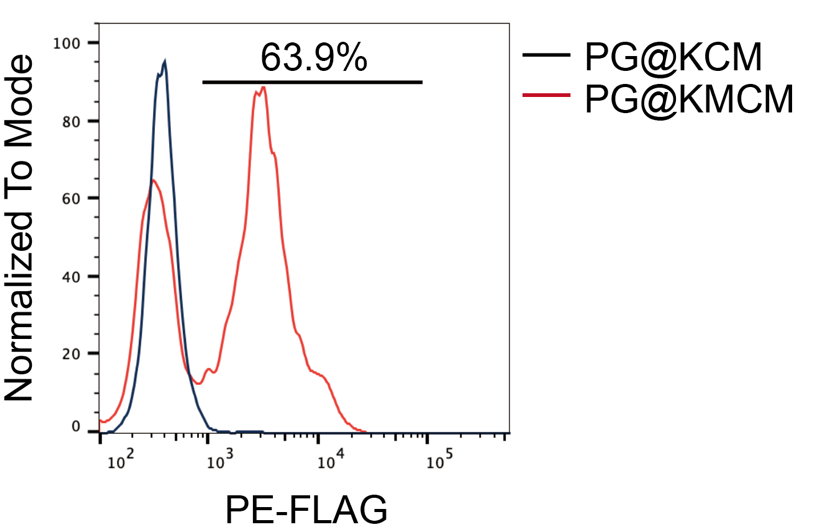 63.9%
PG@KCM
PG@KMCM
Normalized To Mode
100
80
60
40
20
0
10²
10³
10⁴
10⁵
PE-FLAG